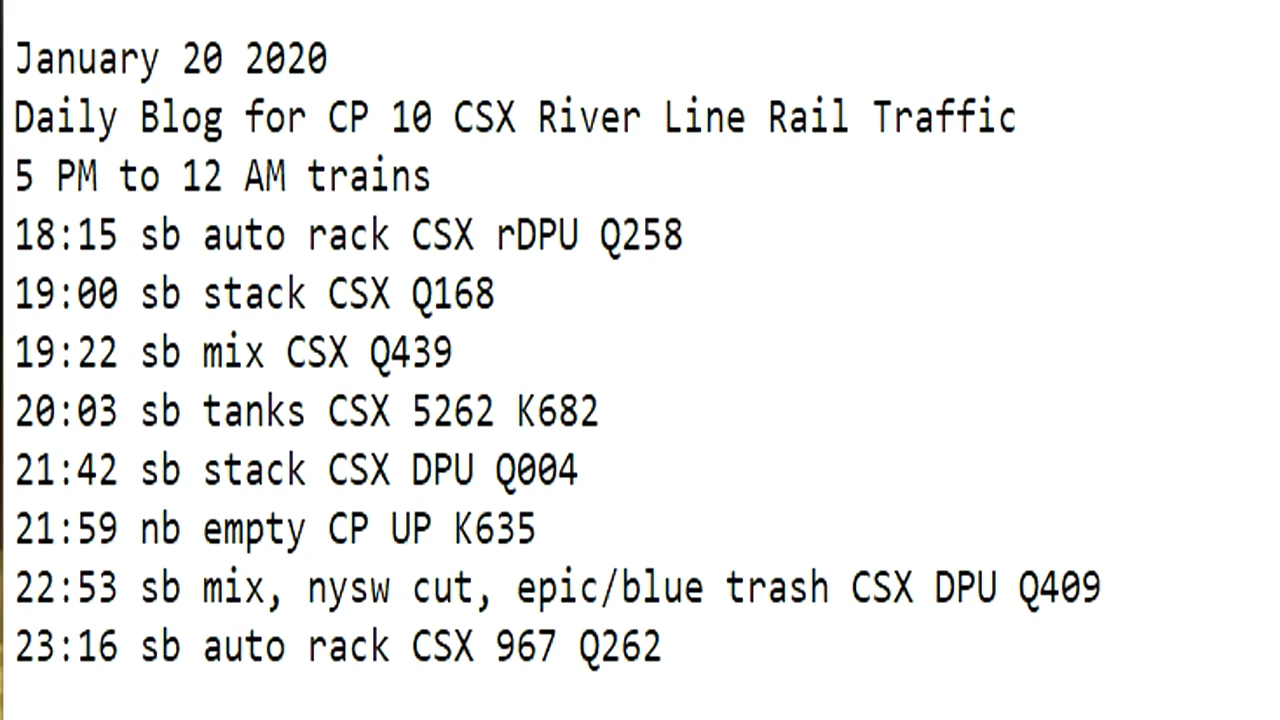 January 20 2020
Daily Blog for CP 10 CSX River Line Rail Traffic
5 PM to 12 AM trains
18:15 sb auto rack CSX rDPU Q258
19:00 sb stack CSX Q168
19:22 sb mix CSX Q439
20:03 sb tanks CSX 5262 K682
21:42 sb stack CSX DPU Q004
21:59 nb empty CP UP K635
22:53 sb mix, nysw cut, epic/blue trash CSX DPU Q409
23:16 sb auto rack CSX 967 Q262